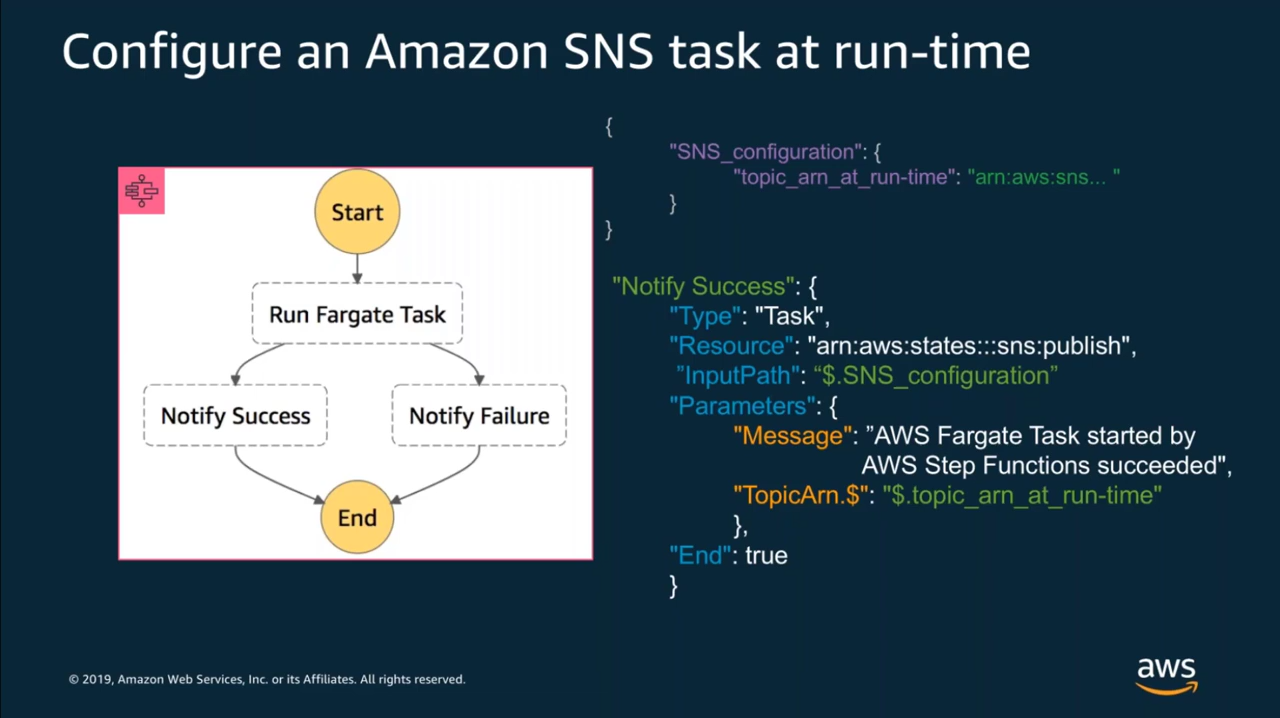 Configure an Amazon SNS task at run-time
Start
Run Fargate Task
Notify Success
Notify Failure
End
{
"SNS_configuration": {
"topic_arn_at_run-time": "arn:aws:sns... "
}
}
"Notify Success": {
"Type": "Task",
"Resource": "arn:aws:states:::sns:publish",
”InputPath": “$.SNS_configuration”
"Parameters": {
"Message": ”AWS Fargate Task started by
AWS Step Functions succeeded",
"TopicArn.$": "$.topic_arn_at_run-time"
},
"End": true
}
© 2019, Amazon Web Services, Inc. or its Affiliates. All rights reserved.
aws